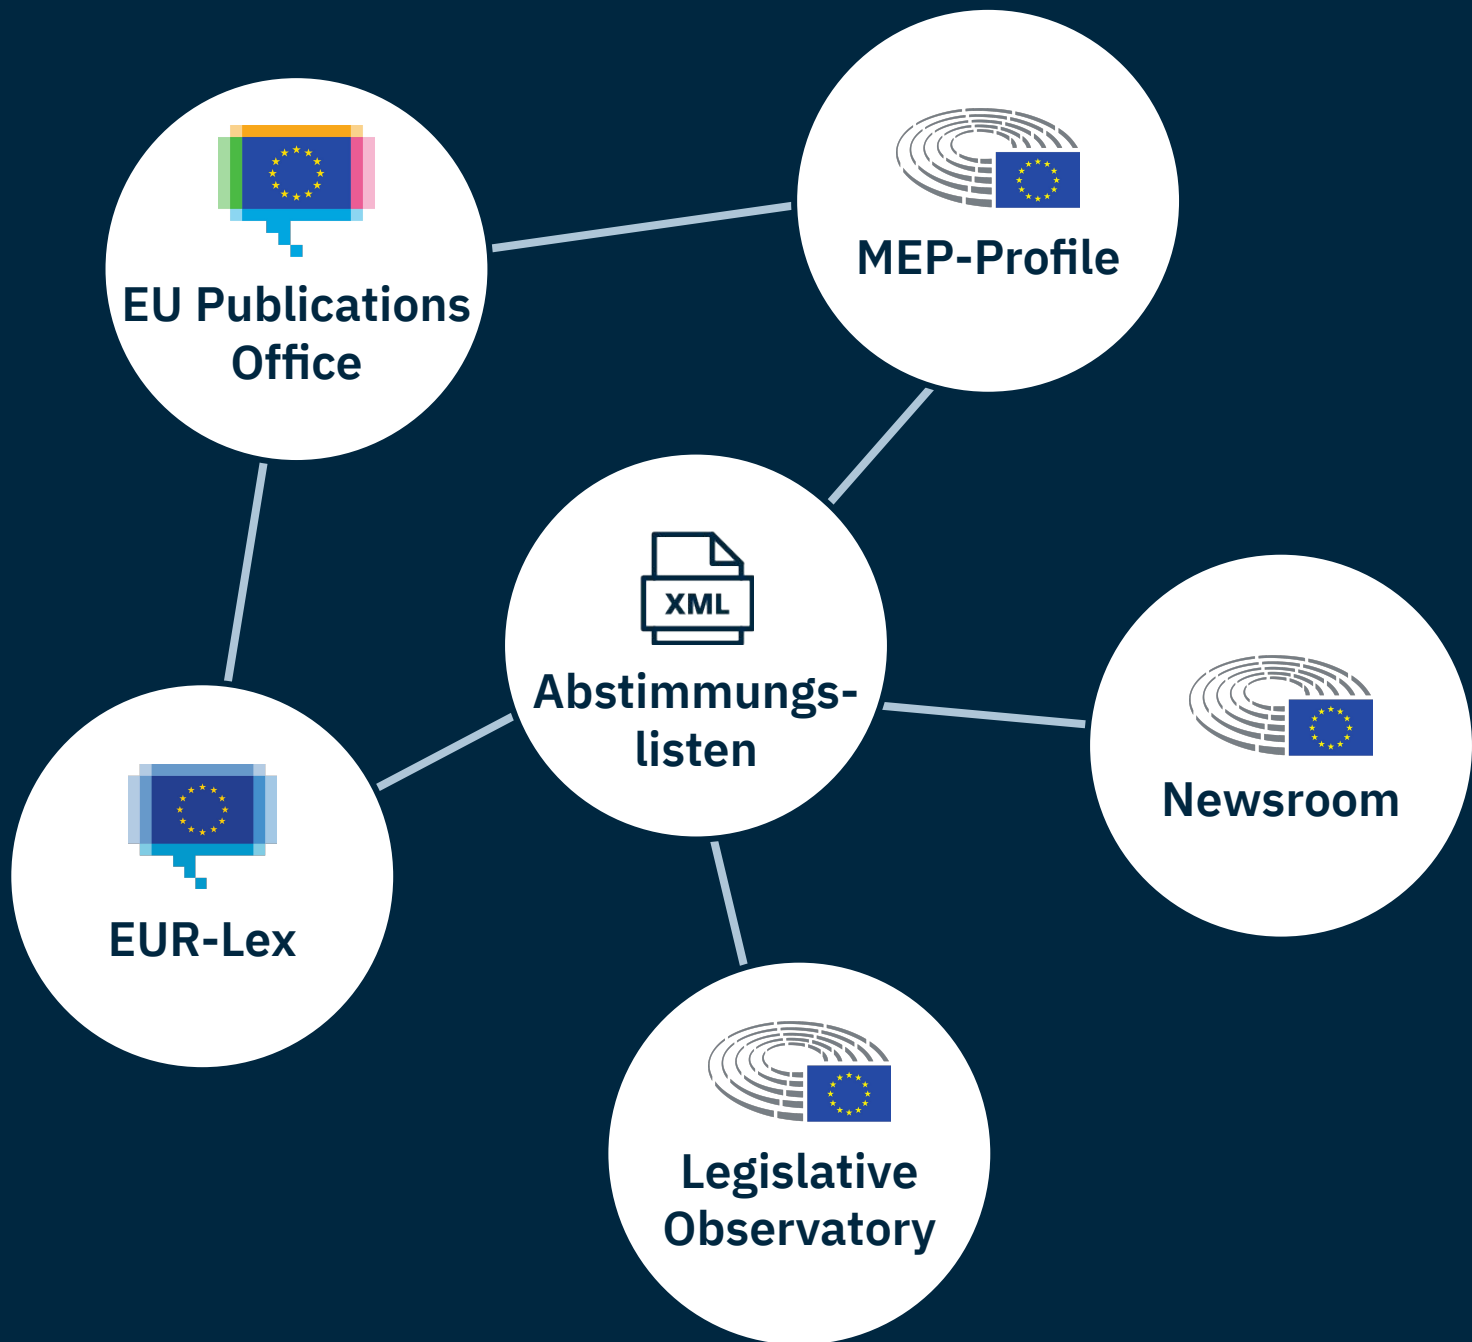 MEP-Profile
EU Publications
Office
XML
Abstimmungs-
listen
Newsroom
EUR-Lex
Legislative
Observatory